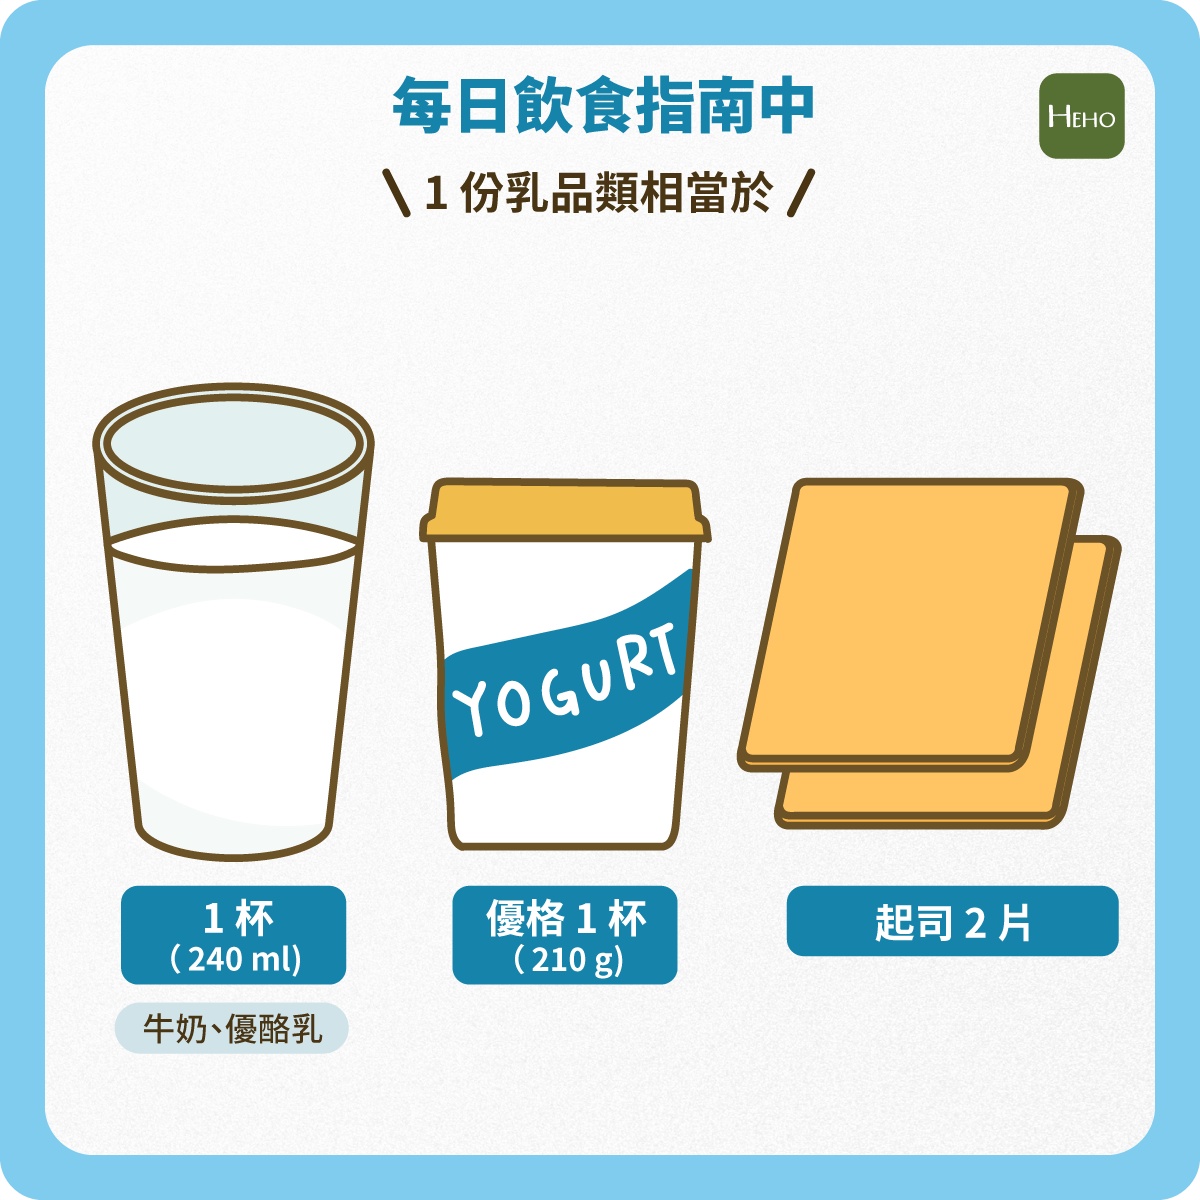 每日飲食指南中
HEHO
\ 1 份乳品類相當於 /
YOGURT
1 杯
( 240 ml)
牛奶、優酪乳
優格 1 杯
( 210 g)
起司 2 片